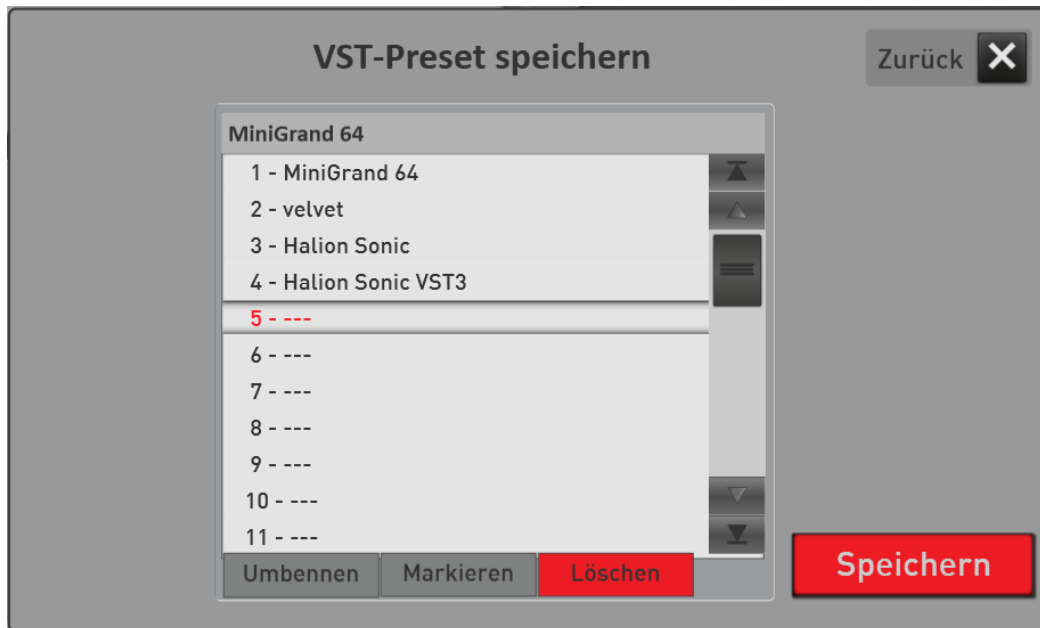 VST-Preset speichern
Zurück
MiniGrand 64
1 - MiniGrand 64
2 - velvet
3 - Halion Sonic
4 - Halion Sonic VST3
5 - ---
6 - ---
7 - ---
8 - ---
9 - ---
10 - ---
11 - ---
Umbennen Markieren Löschen
Speichern